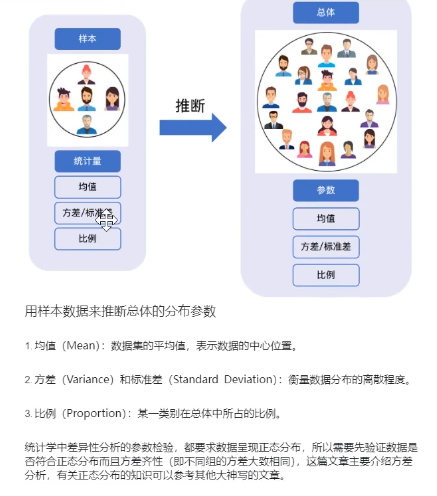 样本
统计量
均值
方差/标准差
比例
推断
总体
参数
均值
方差/标准差
比例
用样本数据来推断总体的分布参数
1. 均值（Mean）：数据集的平均值，表示数据的中心位置。
2. 方差（Variance）和标准差（Standard Deviation）：衡量数据分布的离散程度。
3. 比例（Proportion）：某一类别在总体中所占的比例。
统计学中差异性分析的参数检验，都要求数据呈现正态分布，所以需要先验证数据是
否符合正态分布而且方差齐性（即不同组的方差大致相同），这篇文章主要介绍方差
分析，有关正态分布的知识可以参考其他大神写的文章。